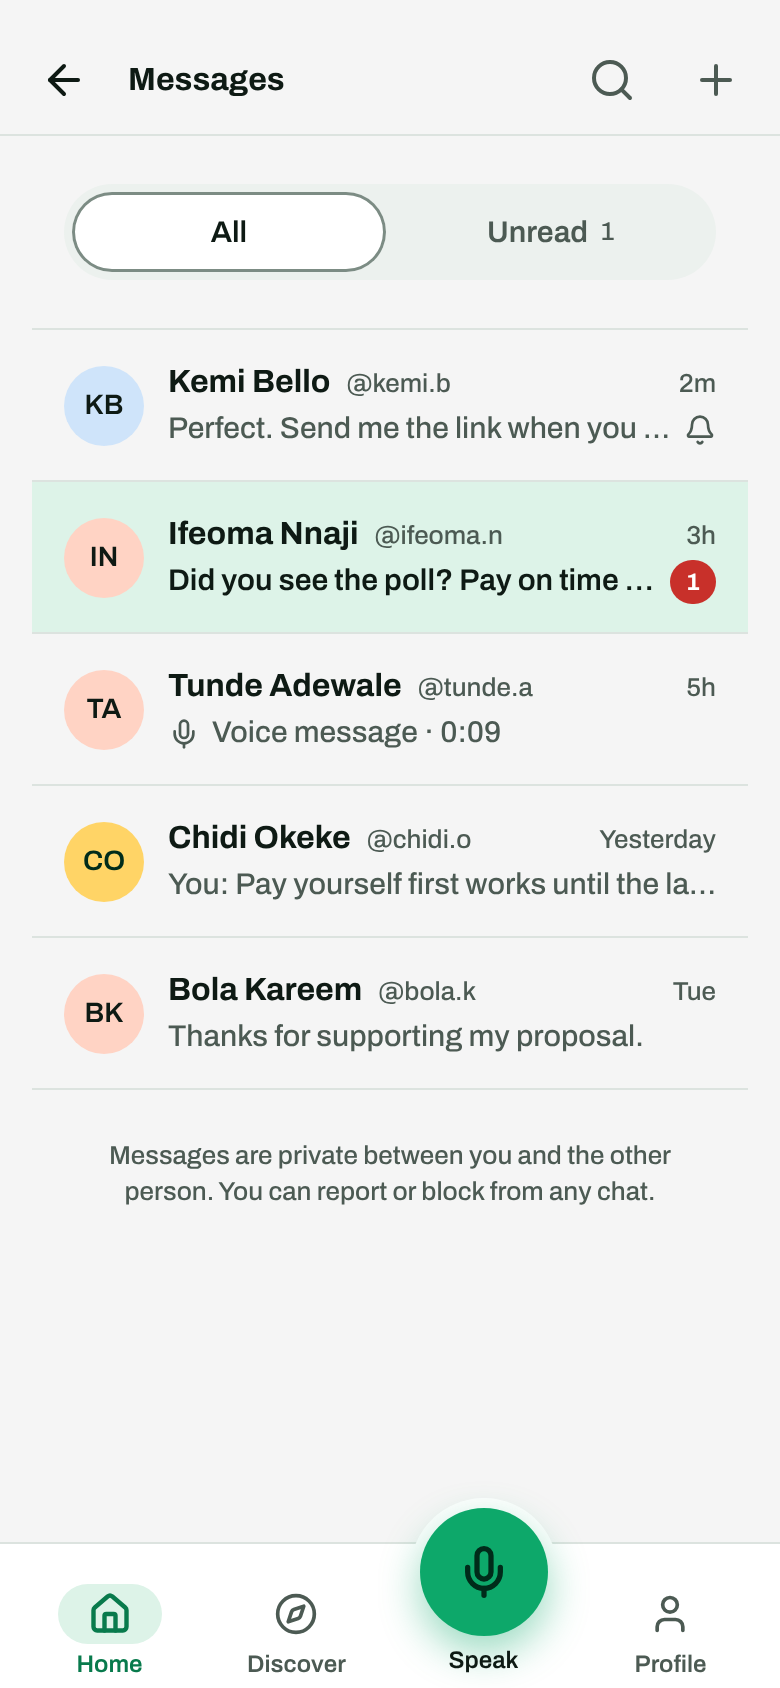 Messages
All
Unread 1
KB
Kemi Bello @kemi.b 2m
Perfect. Send me the link when you ...
IN
Ifeoma Nnaji @ifeoma.n 3h
Did you see the poll? Pay on time ... 1
TA
Tunde Adewale @tunde.a 5h
Voice message · 0:09
CO
Chidi Okeke @chidi.o Yesterday
You: Pay yourself first works until the la...
BK
Bola Kareem @bola.k Tue
Thanks for supporting my proposal.
Messages are private between you and the other
person. You can report or block from any chat.
Home
Discover
Speak
Profile